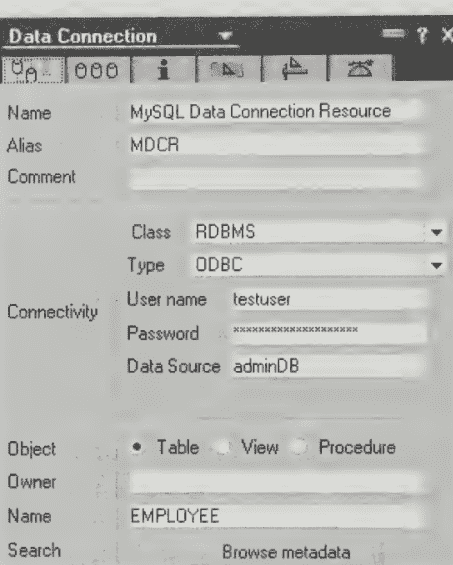 Data Connection ? X
i
Name MySQL Data Connection Resource
Alias MDCR
Comment
Class RDBMS
Type ODBC
Connectivity
User name testuser
Password ********************
Data Source adminDB
Object Table View Procedure
Owner
Name EMPLOYEE
Search Browse metadata